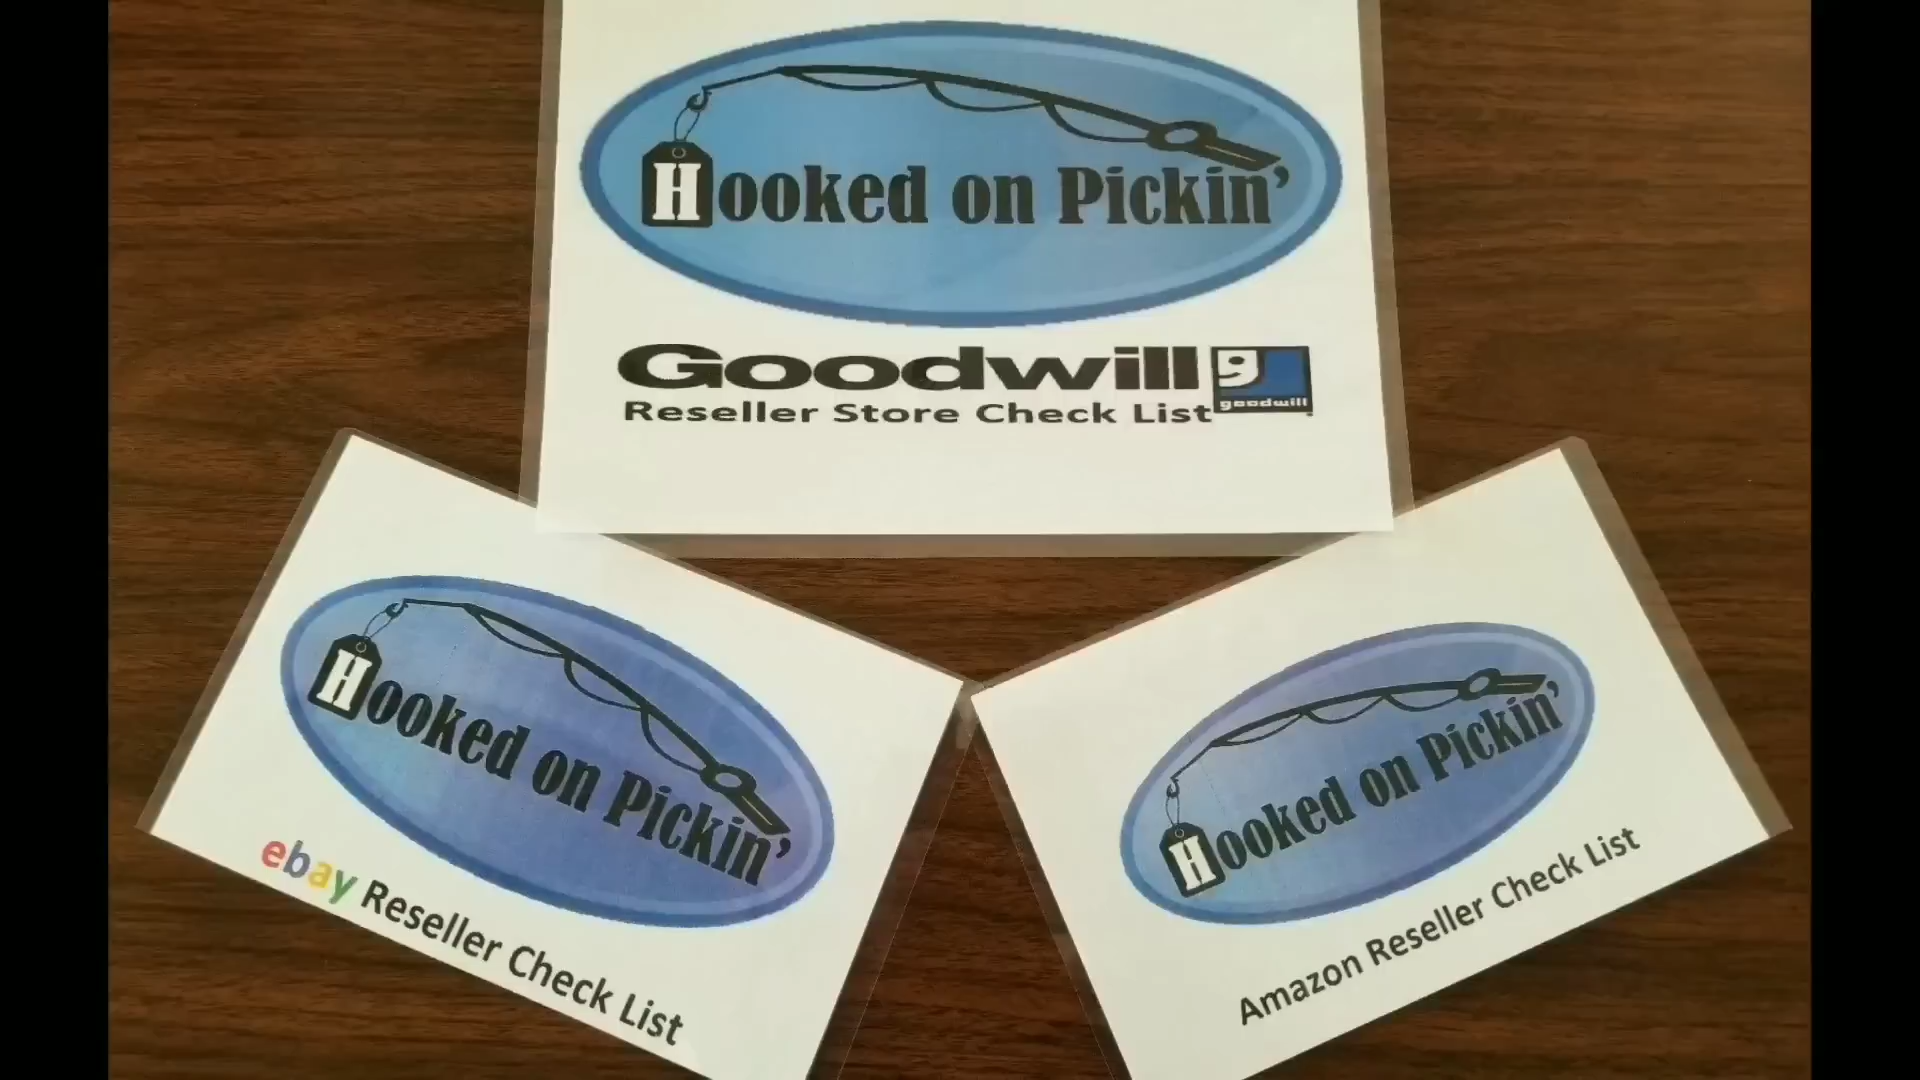 Hooked on Pickin'
Goodwill
Reseller Store Check List
g
goodwill
Hooked on Pickin'
ebay Reseller Check List
Hooked on Pickin'
Amazon Reseller Check List